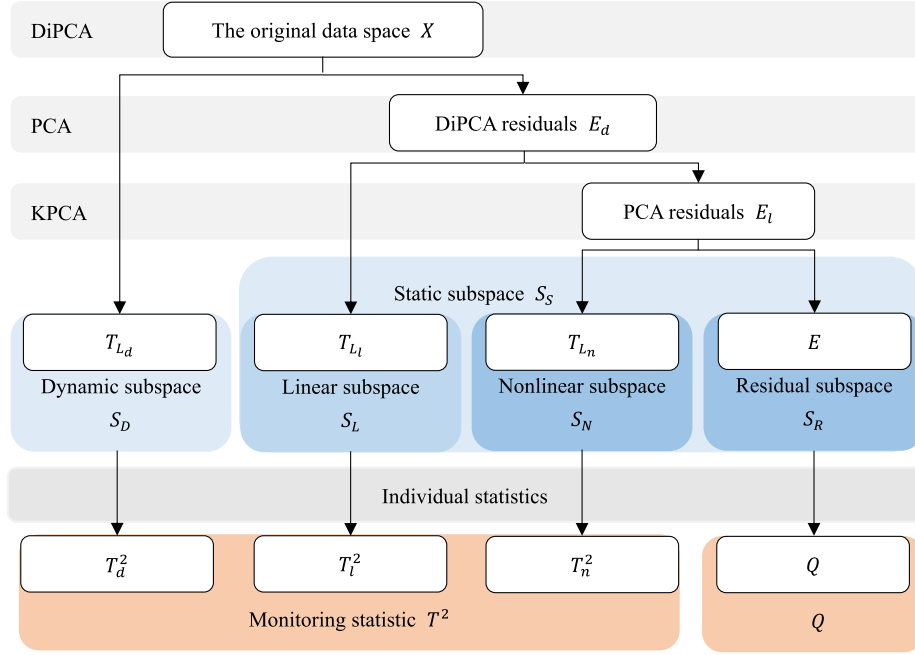 DiPCA
The original data space X
PCA
DiPCA residuals E_d
KPCA
PCA residuals E_l
Static subspace S_S
T_{L_d}
T_{L_l}
T_{L_n}
E
Dynamic subspace
Linear subspace
Nonlinear subspace
Residual subspace
S_D
S_L
S_N
S_R
Individual statistics
T_d^2
T_l^2
T_n^2
Q
Monitoring statistic T^2
Q